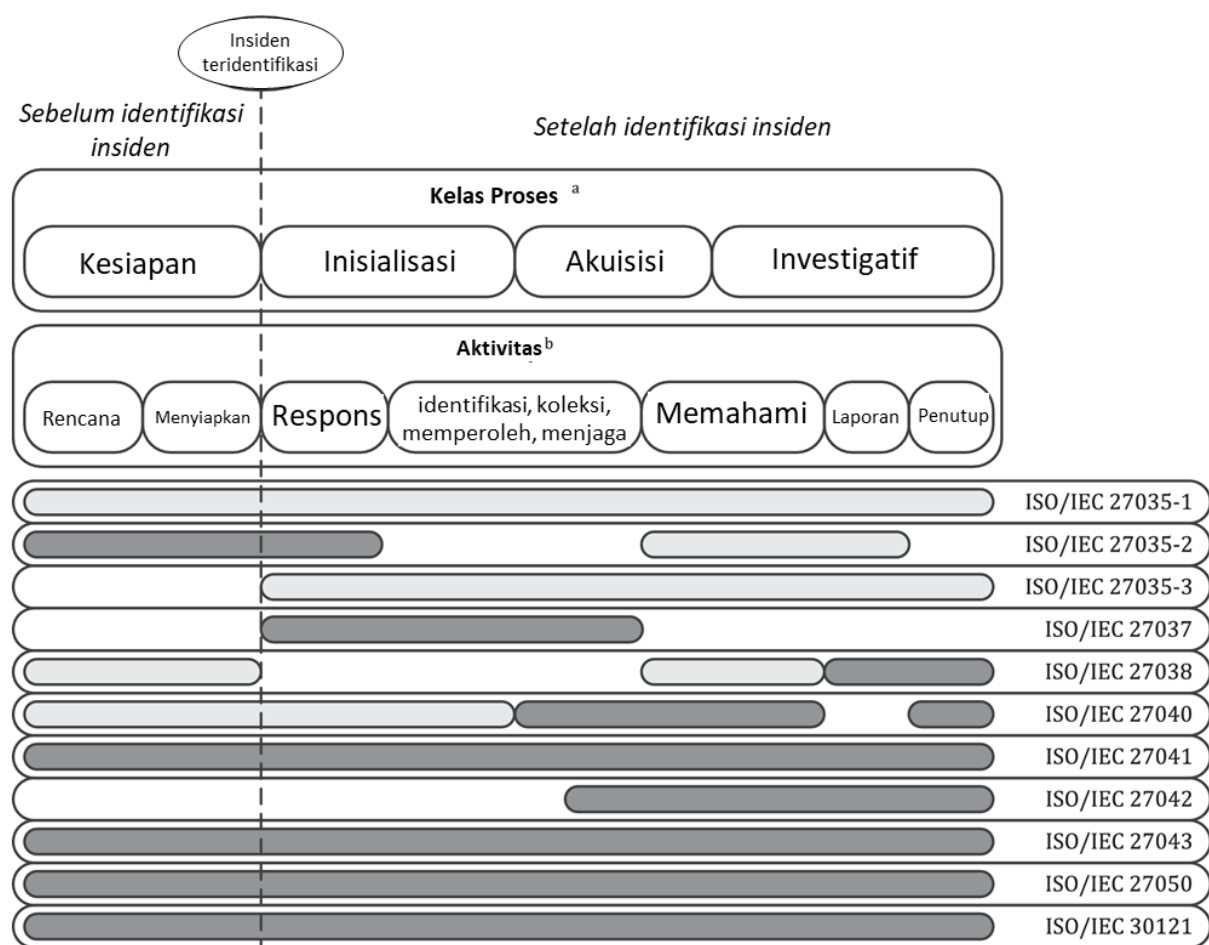 Insiden
teridentifikasi
Sebelum identifikasi
insiden
Setelah identifikasi insiden
Kelas Proses a
Kesiapan
Inisialisasi
Akuisisi
Investigatif
Aktivitas b
Rencana
Menyiapkan
Respons
identifikasi, koleksi,
memperoleh, menjaga
Memahami
Laporan
Penutup
ISO/IEC 27035-1
ISO/IEC 27035-2
ISO/IEC 27035-3
ISO/IEC 27037
ISO/IEC 27038
ISO/IEC 27040
ISO/IEC 27041
ISO/IEC 27042
ISO/IEC 27043
ISO/IEC 27050
ISO/IEC 30121